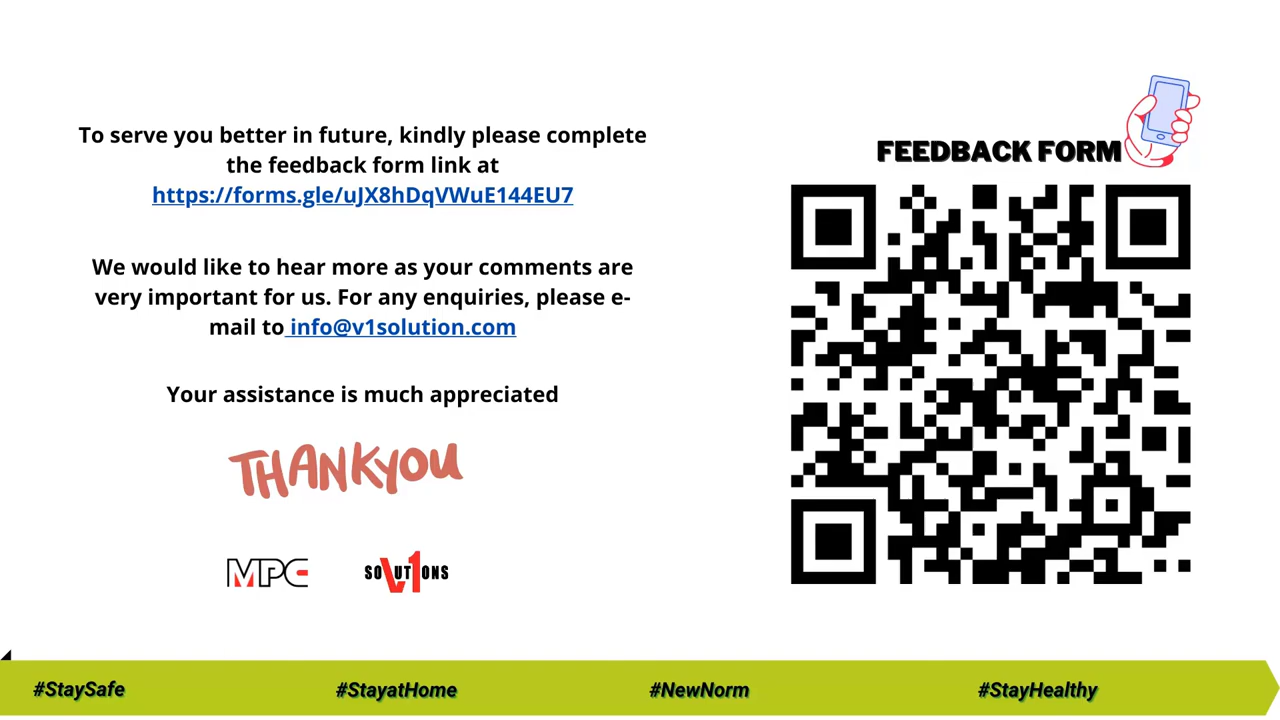 To serve you better in future, kindly please complete
the feedback form link at
https://forms.gle/uJX8hDqVWuE144EU7
We would like to hear more as your comments are
very important for us. For any enquiries, please e-
mail to info@v1solution.com
Your assistance is much appreciated
THANKYOU
MPC
SOLUT1ONS V1
FEEDBACK FORM
#StaySafe
#StayatHome
#NewNorm
#StayHealthy